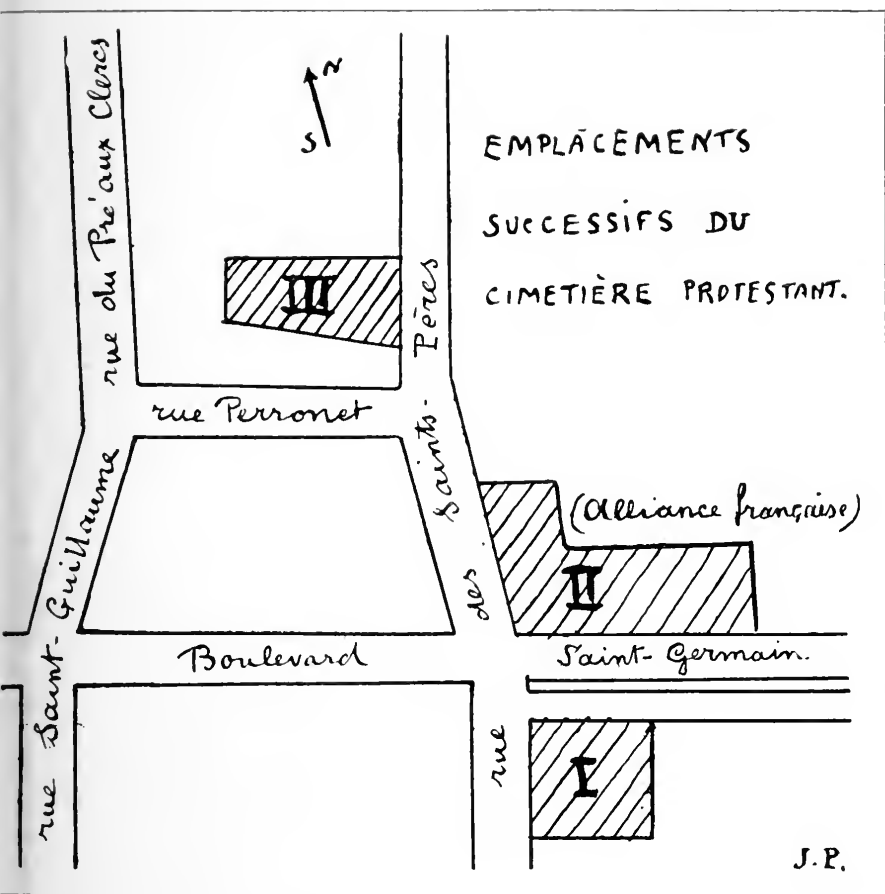 N
S
EMPLACEMENTS
SUCCESSIFS DU
CIMETIÈRE PROTESTANT.
rue du Pré aux Clercs
III
rue Perronet
rue des Saints-Pères
(Alliance française)
II
rue Saint-Guillaume
Boulevard Saint-Germain.
I
J.P.